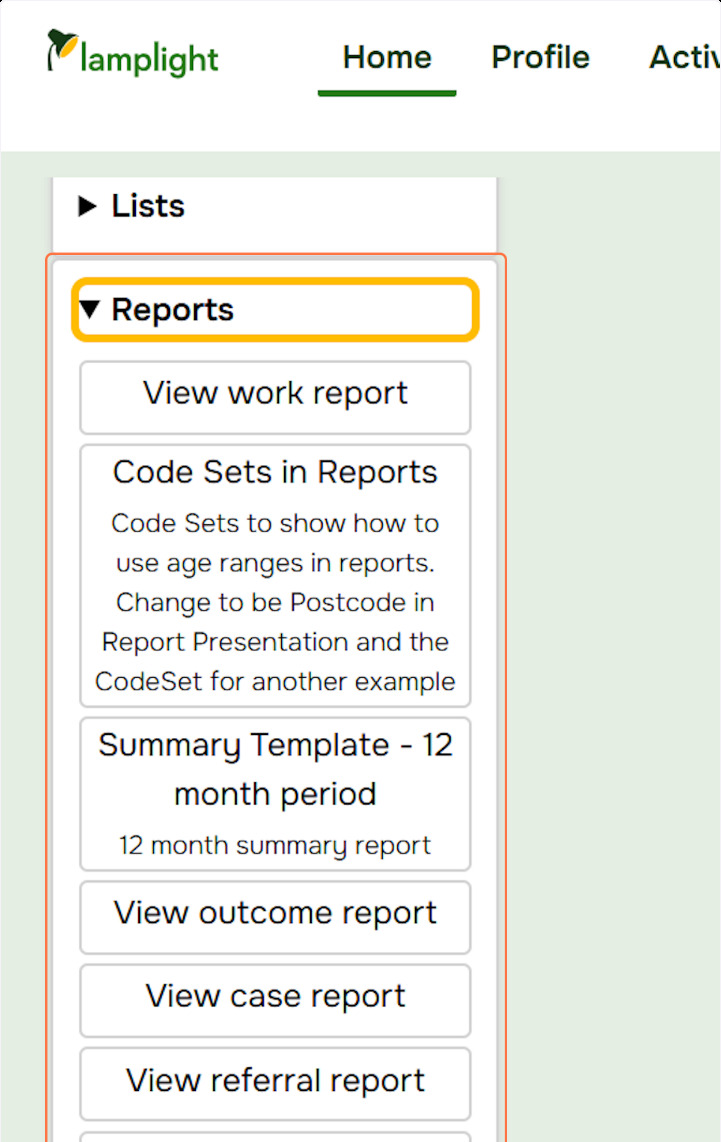 lamplight
Home Profile Activ
Lists
Reports
View work report
Code Sets in Reports
Code Sets to show how to
use age ranges in reports.
Change to be Postcode in
Report Presentation and the
CodeSet for another example
Summary Template - 12
month period
12 month summary report
View outcome report
View case report
View referral report